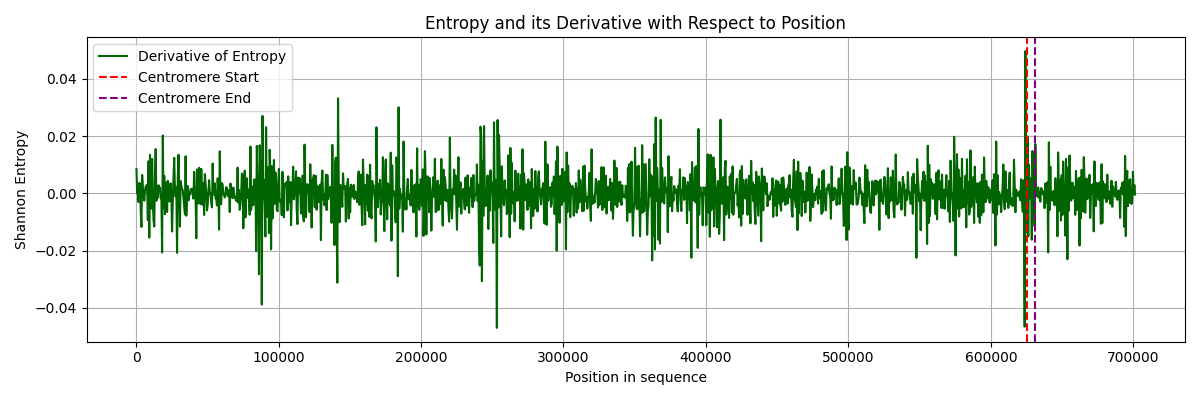 Entropy and its Derivative with Respect to Position
Derivative of Entropy
Centromere Start
Centromere End
Shannon Entropy
0.04
0.02
0.00
−0.02
−0.04
0
100000
200000
300000
400000
500000
600000
700000
Position in sequence